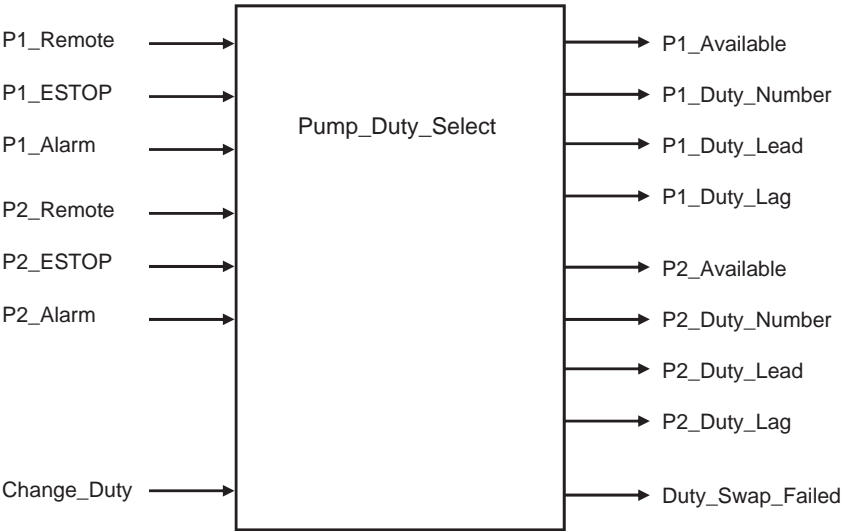 P1_Remote
P1_ESTOP
P1_Alarm
P2_Remote
P2_ESTOP
P2_Alarm
Change_Duty
Pump_Duty_Select
P1_Available
P1_Duty_Number
P1_Duty_Lead
P1_Duty_Lag
P2_Available
P2_Duty_Number
P2_Duty_Lead
P2_Duty_Lag
Duty_Swap_Failed